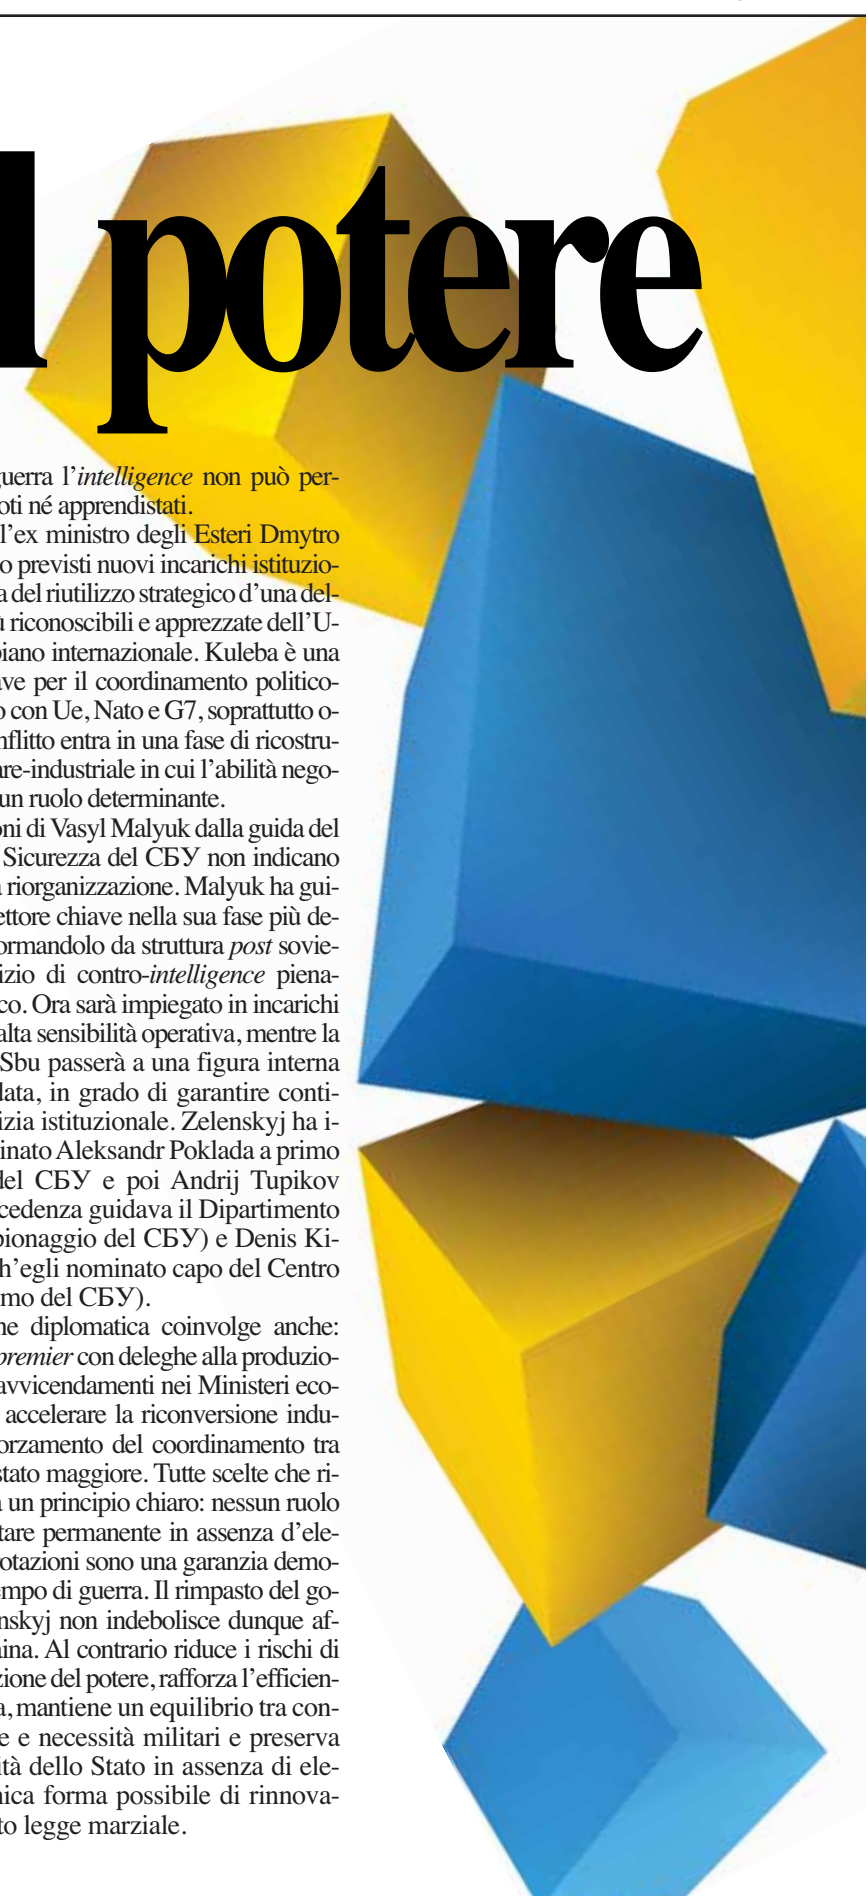 l potere
guerra l'intelligence non può per-
oti né apprendistati.
l'ex ministro degli Esteri Dmytro
o previsti nuovi incarichi istituzio-
a del riutilizzo strategico d'una del-
ù riconoscibili e apprezzate dell'U-
piano internazionale. Kuleba è una
ave per il coordinamento politico-
o con Ue, Nato e G7, soprattutto o-
nflitto entra in una fase di ricostru-
are-industriale in cui l'abilità nego-
un ruolo determinante.
oni di Vasyl Malyuk dalla guida del
Sicurezza del СБУ non indicano
a riorganizzazione. Malyuk ha gui-
ettore chiave nella sua fase più de-
ormandolo da struttura post sovie-
izio di contro-intelligence piena-
co. Ora sarà impiegato in incarichi
alta sensibilità operativa, mentre la
Sbu passerà a una figura interna
data, in grado di garantire conti-
izia istituzionale. Zelenskyj ha i-
inato Aleksandr Poklada a primo
del СБУ e poi Andrij Tupikov
cedenza guidava il Dipartimento
pionaggio del СБУ) e Denis Ki-
h'egli nominato capo del Centro
mo del СБУ).
ne diplomatica coinvolge anche:
premier con deleghe alla produzio-
avvicendamenti nei Ministeri eco-
accelerare la riconversione indu-
orzamento del coordinamento tra
stato maggiore. Tutte scelte che ri-
a un principio chiaro: nessun ruolo
tare permanente in assenza d'ele-
rotazioni sono una garanzia demo-
empo di guerra. Il rimpasto del go-
nskyj non indebolisce dunque af-
aina. Al contrario riduce i rischi di
zione del potere, rafforza l'efficien-
a, mantiene un equilibrio tra con-
e e necessità militari e preserva
ità dello Stato in assenza di ele-
nica forma possibile di rinnova-
to legge marziale.